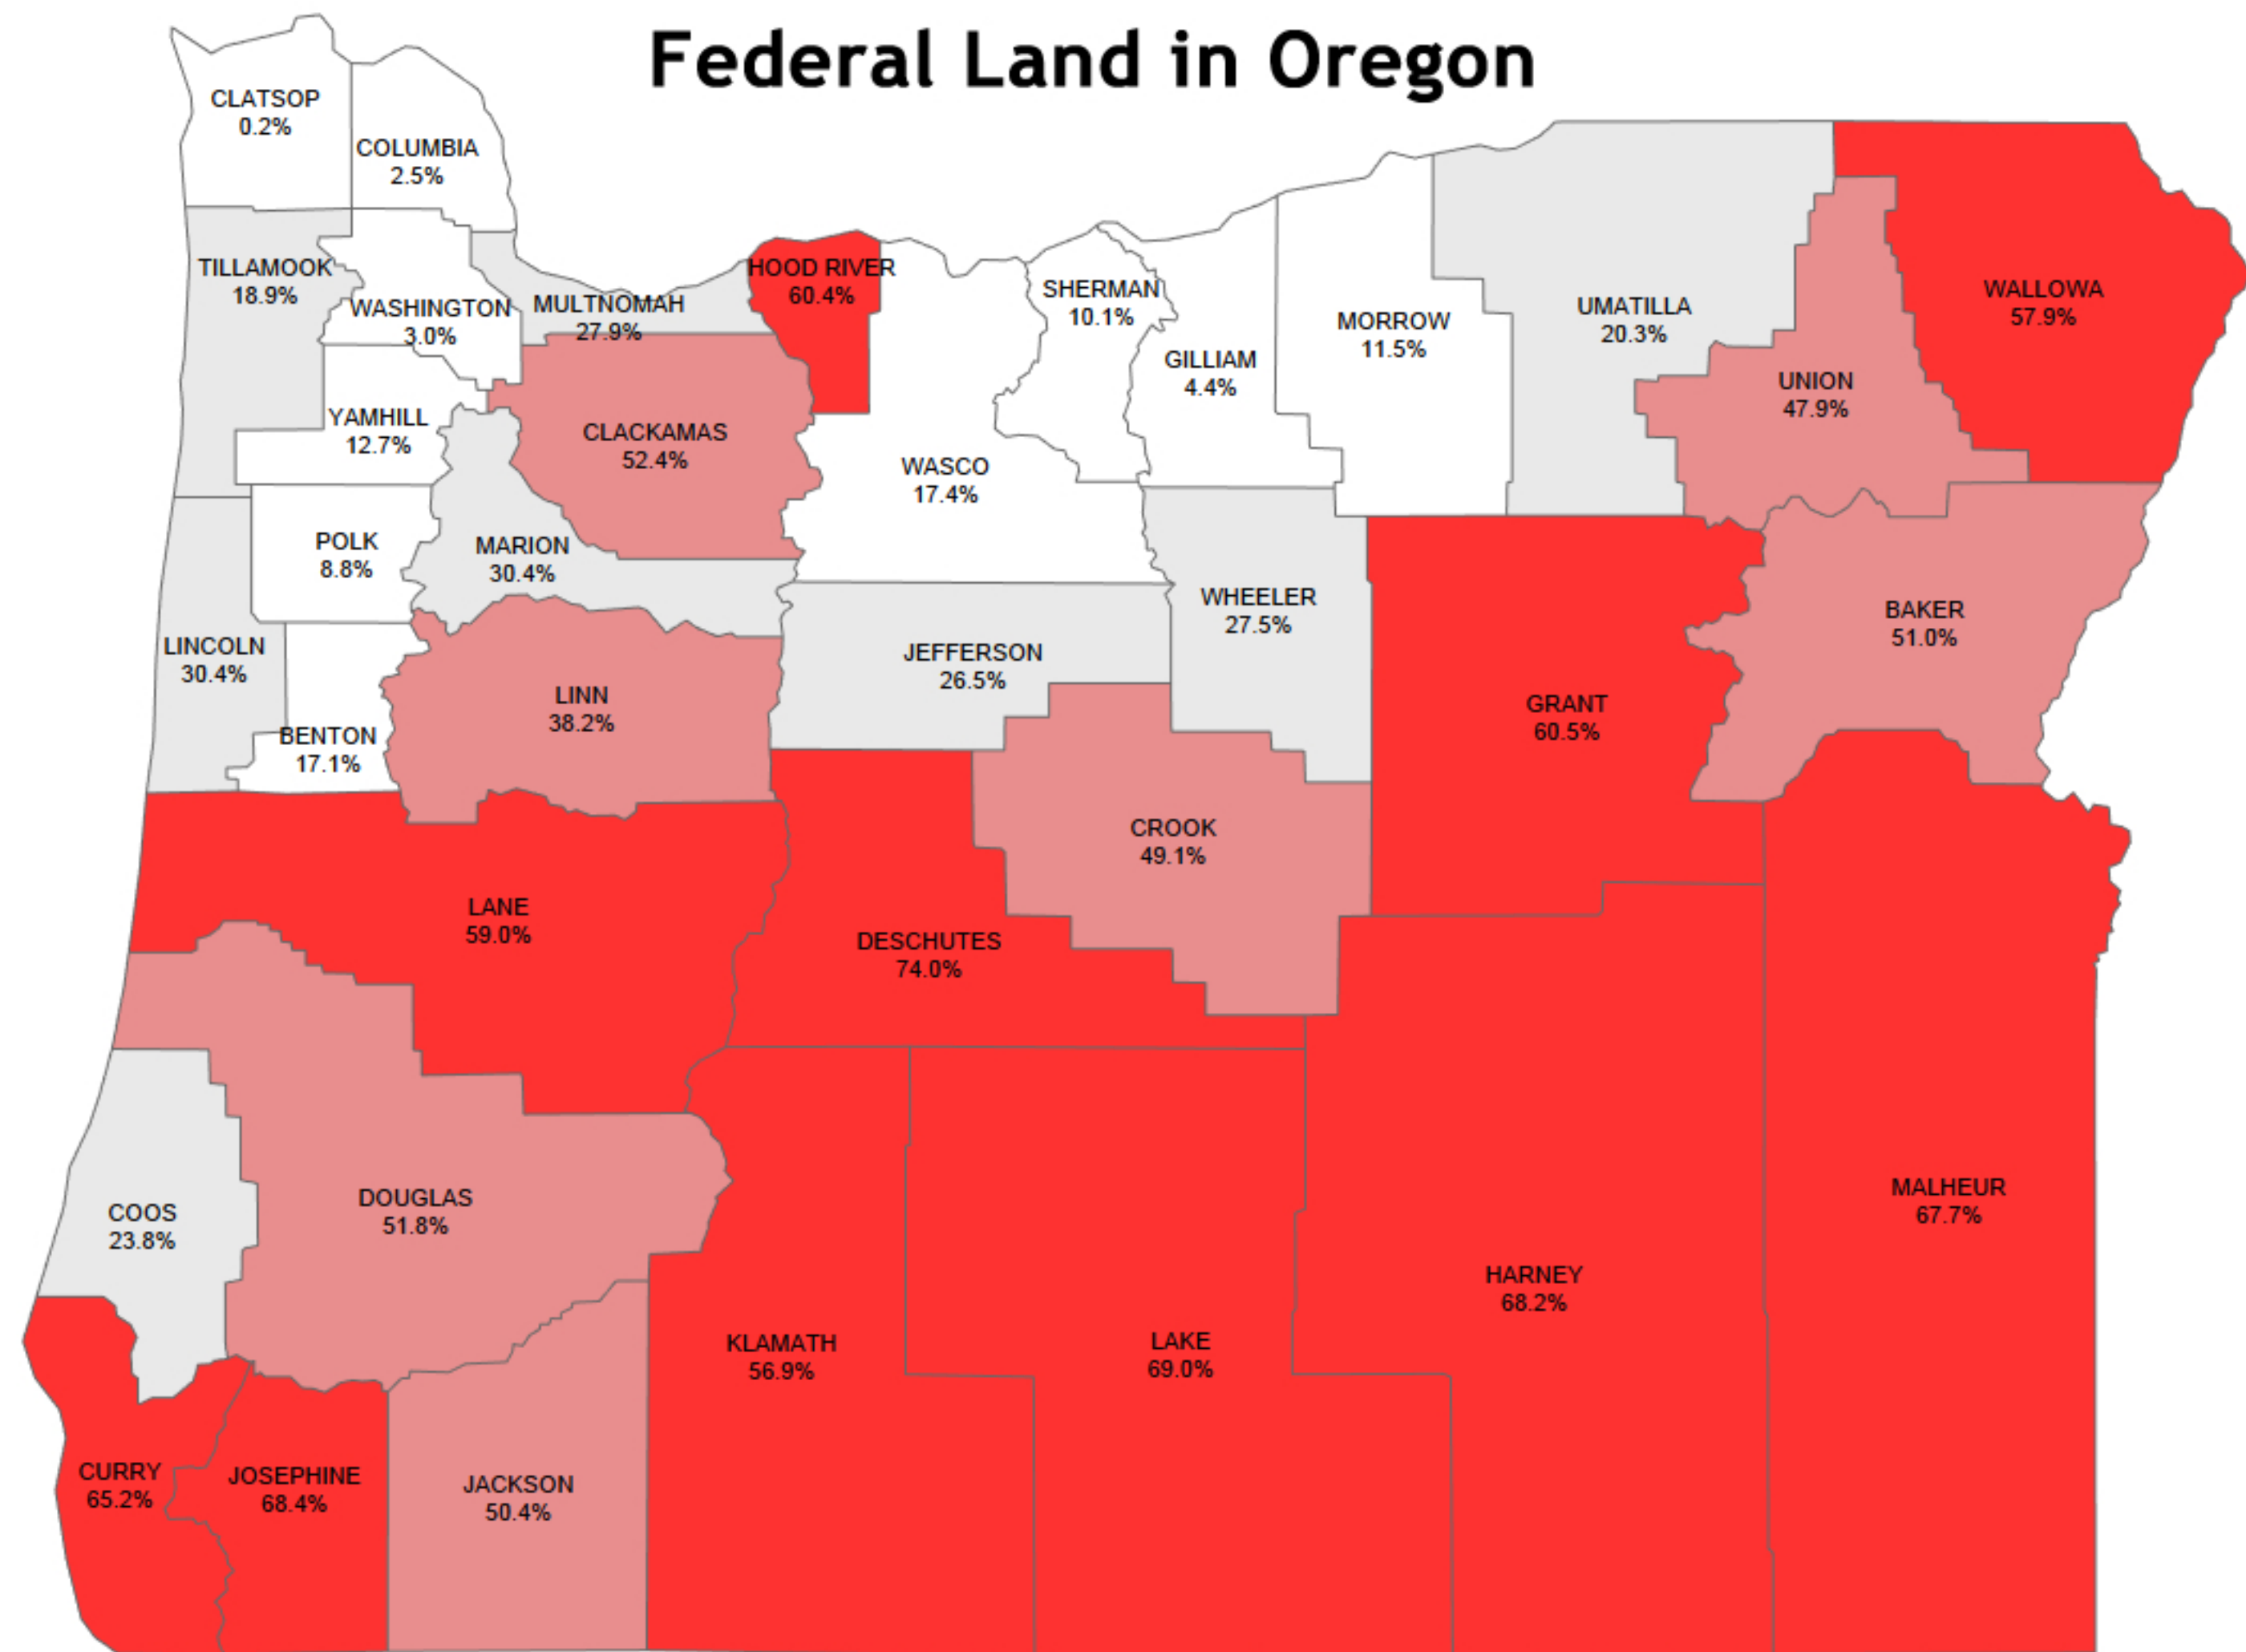 Federal Land in Oregon
CLATSOP
0.2%
COLUMBIA
2.5%
TILLAMOOK
18.9%
WASHINGTON
3.0%
MULTNOMAH
27.9%
HOOD RIVER
60.4%
SHERMAN
10.1%
GILLIAM
4.4%
MORROW
11.5%
UMATILLA
20.3%
UNION
47.9%
WALLOWA
57.9%
YAMHILL
12.7%
CLACKAMAS
52.4%
WASCO
17.4%
POLK
8.8%
MARION
30.4%
WHEELER
27.5%
BAKER
51.0%
LINCOLN
30.4%
BENTON
17.1%
LINN
38.2%
JEFFERSON
26.5%
GRANT
60.5%
CROOK
49.1%
LANE
59.0%
DESCHUTES
74.0%
COOS
23.8%
DOUGLAS
51.8%
MALHEUR
67.7%
HARNEY
68.2%
KLAMATH
56.9%
LAKE
69.0%
CURRY
65.2%
JOSEPHINE
68.4%
JACKSON
50.4%